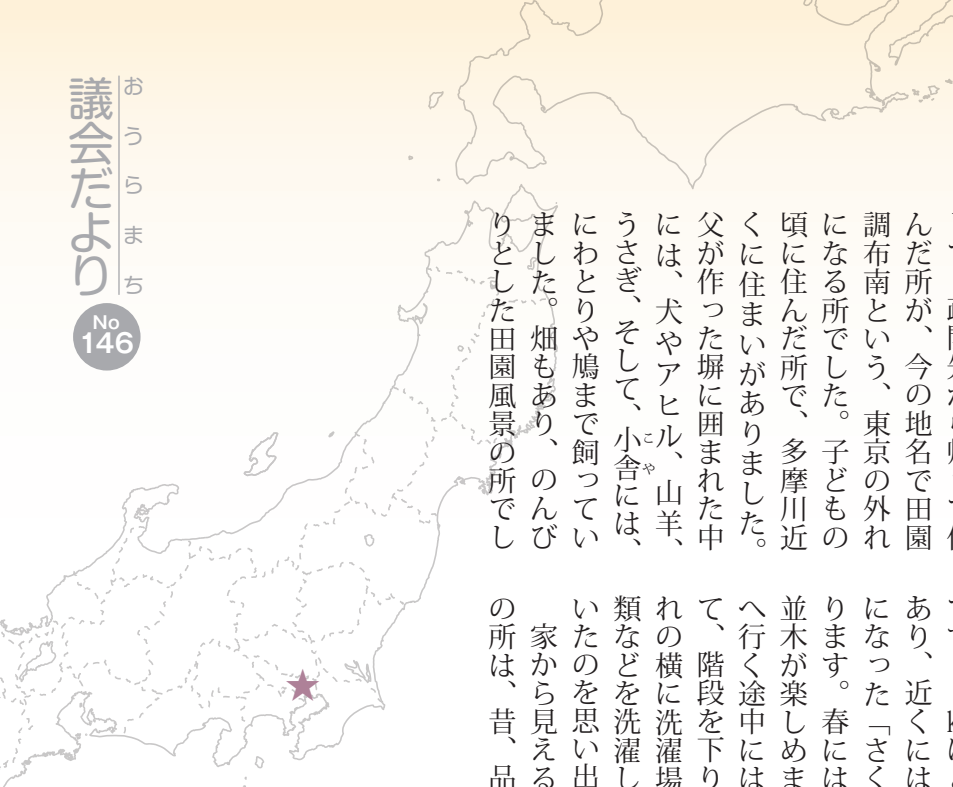 んだ所が、今の地名で田園
調布南という、東京の外れ
になる所でした。子どもの
頃に住んだ所で、多摩川近
くに住まいがありました。
父が作った塀に囲まれた中
には、犬やアヒル、山羊、
うさぎ、そして、小舎には、
こや
にわとりや鳩まで飼ってい
ました。畑もあり、のんび
りとした田園風景の所でし
あり、近くには
になった「さく
ります。春には
並木が楽しめま
へ行く途中には
て、階段を下り
れの横に洗濯場
類などを洗濯し
いたのを思い出
家から見える
の所は、昔、品
おうらまち
議会だより
No
146